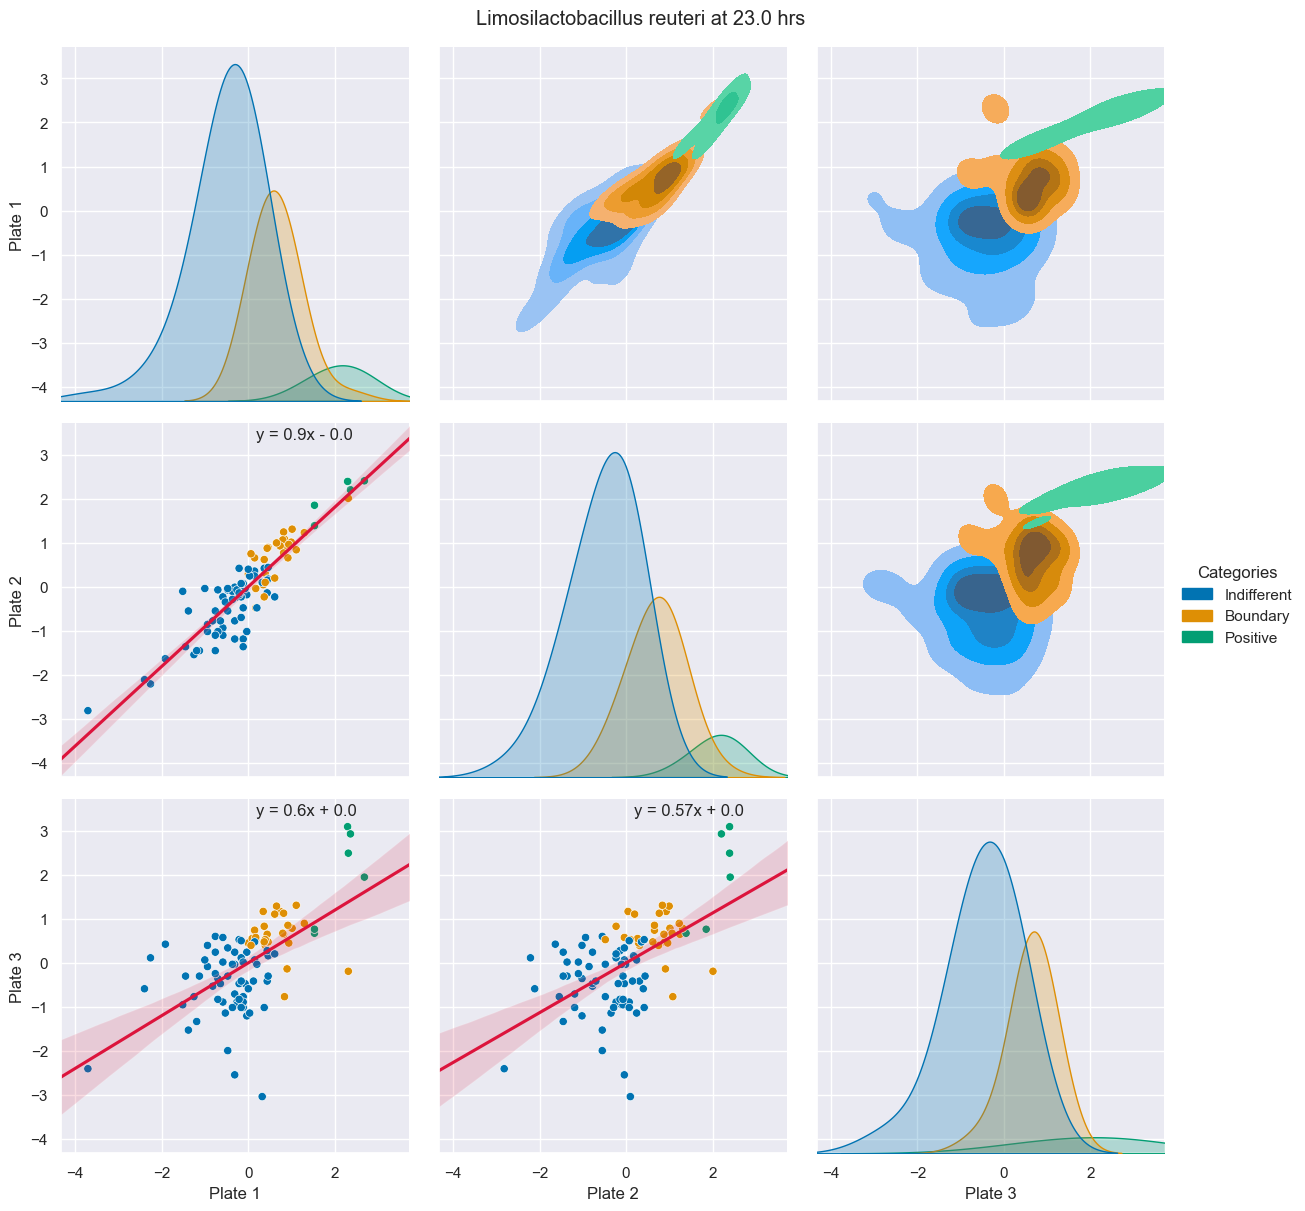 Limosilactobacillus reuteri at 23.0 hrs
Plate 1
3
2
1
0
−1
−2
−3
−4
y = 0.9x - 0.0
Plate 2
3
2
1
0
−1
−2
−3
−4
Categories
Indifferent
Boundary
Positive
y = 0.6x + 0.0
y = 0.57x + 0.0
Plate 3
3
2
1
0
−1
−2
−3
−4
−4 −2 0 2
−4 −2 0 2
−4 −2 0 2
Plate 1
Plate 2
Plate 3